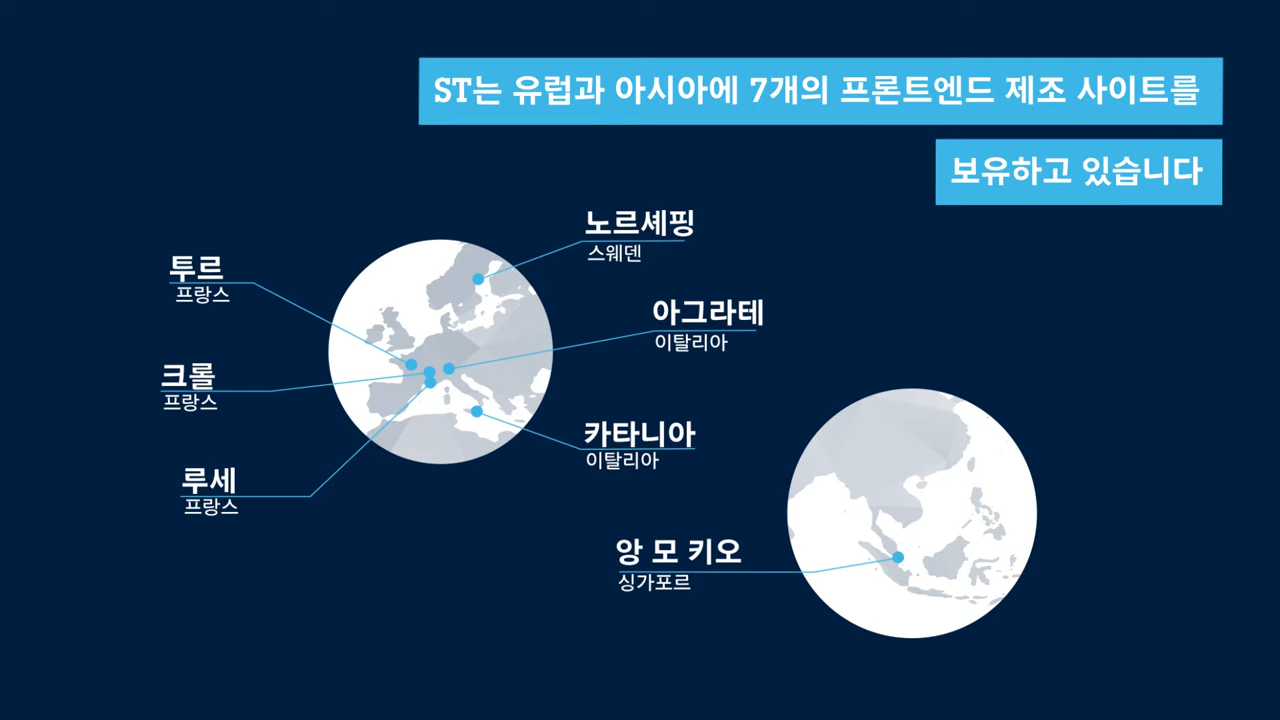 ST는 유럽과 아시아에 7개의 프론트엔드 제조 사이트를
보유하고 있습니다
노르셰핑
스웨덴
투르
프랑스
아그라테
이탈리아
크롤
프랑스
카타니아
이탈리아
루세
프랑스
앙 모 키오
싱가포르